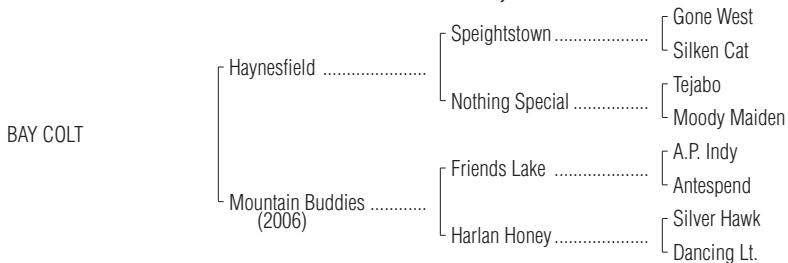 Gone West
Speightstown ....................
Silken Cat
Haynesfield ......................
Tejabo
Nothing Special ................
Moody Maiden
BAY COLT
A.P. Indy
Friends Lake ....................
Antespend
Mountain Buddies ............
(2006)
Silver Hawk
Harlan Honey....................
Dancing Lt.